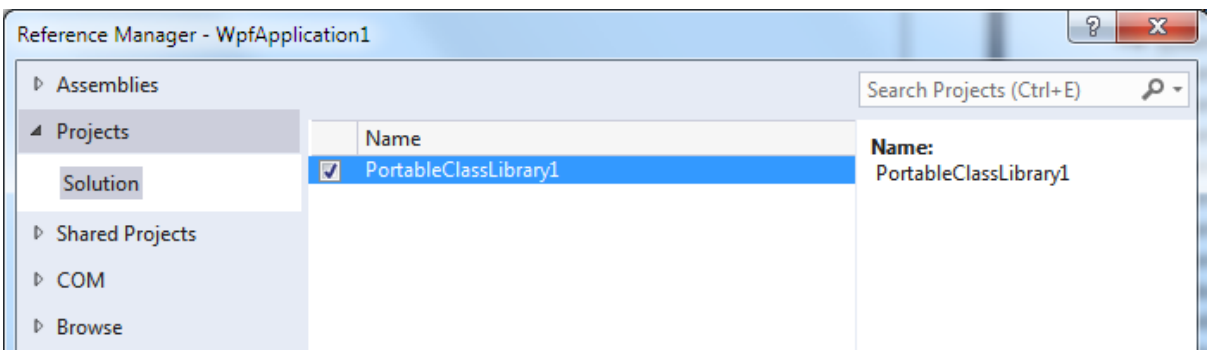 Reference Manager - WpfApplication1
Assemblies
Search Projects (Ctrl+E)
Projects
Name
Name:
PortableClassLibrary1
PortableClassLibrary1
Solution
Shared Projects
COM
Browse